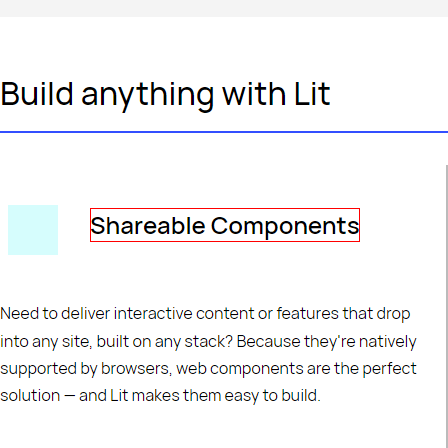 Build anything with Lit
Shareable Components
Need to deliver interactive content or features that drop
into any site, built on any stack? Because they're natively
supported by browsers, web components are the perfect
solution — and Lit makes them easy to build.